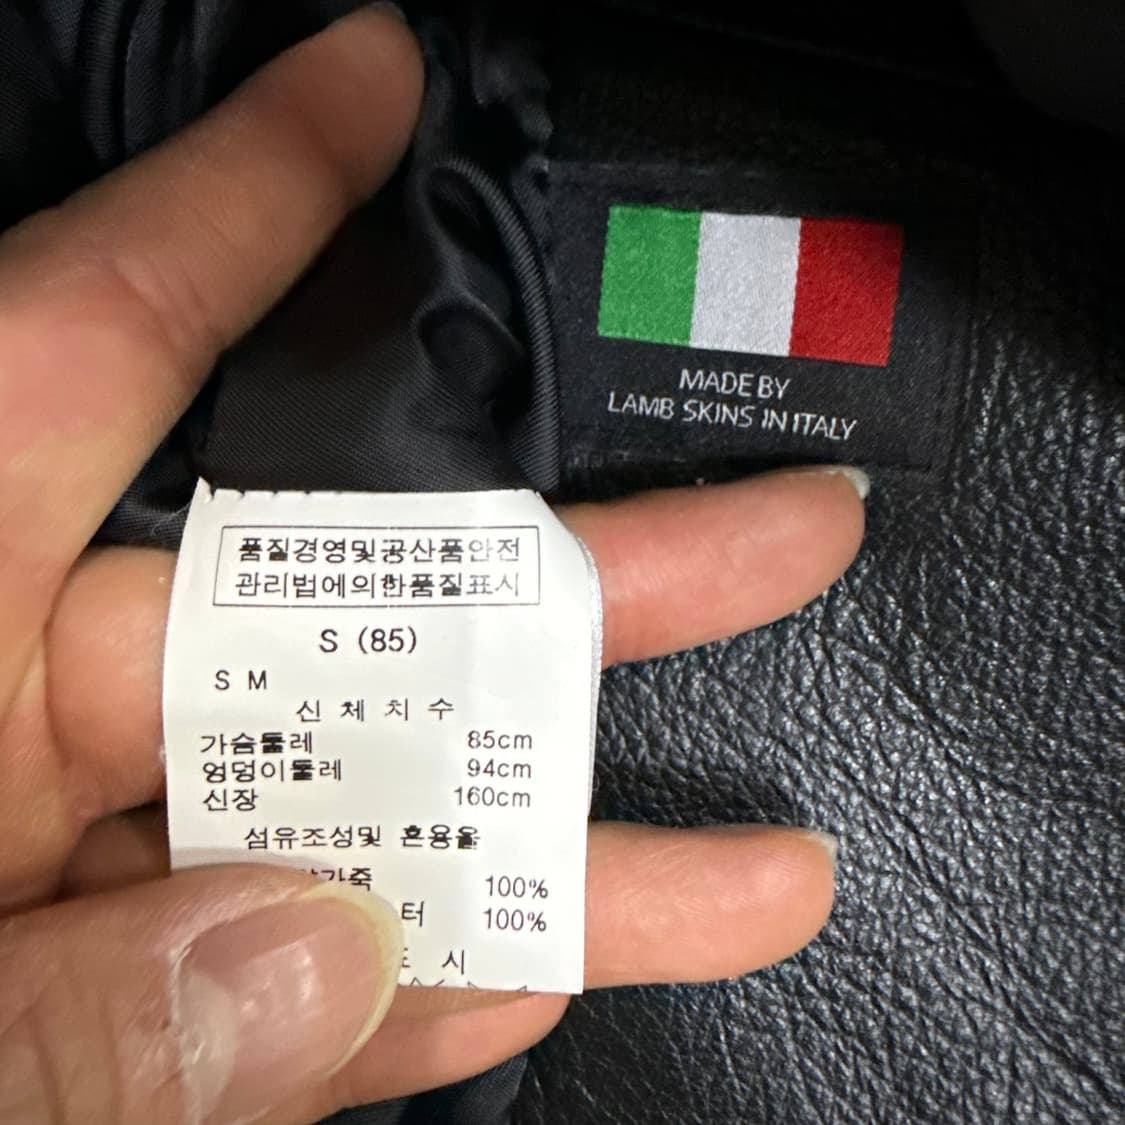 MADE BY
LAMB SKINS IN ITALY
품질경영및공산품안전
관리법에의한품질표시
S (85)
S M
신 체 치 수
가슴둘레 85cm
엉덩이둘레 94cm
신장 160cm
섬유조성및 혼용율
100%
100%
시